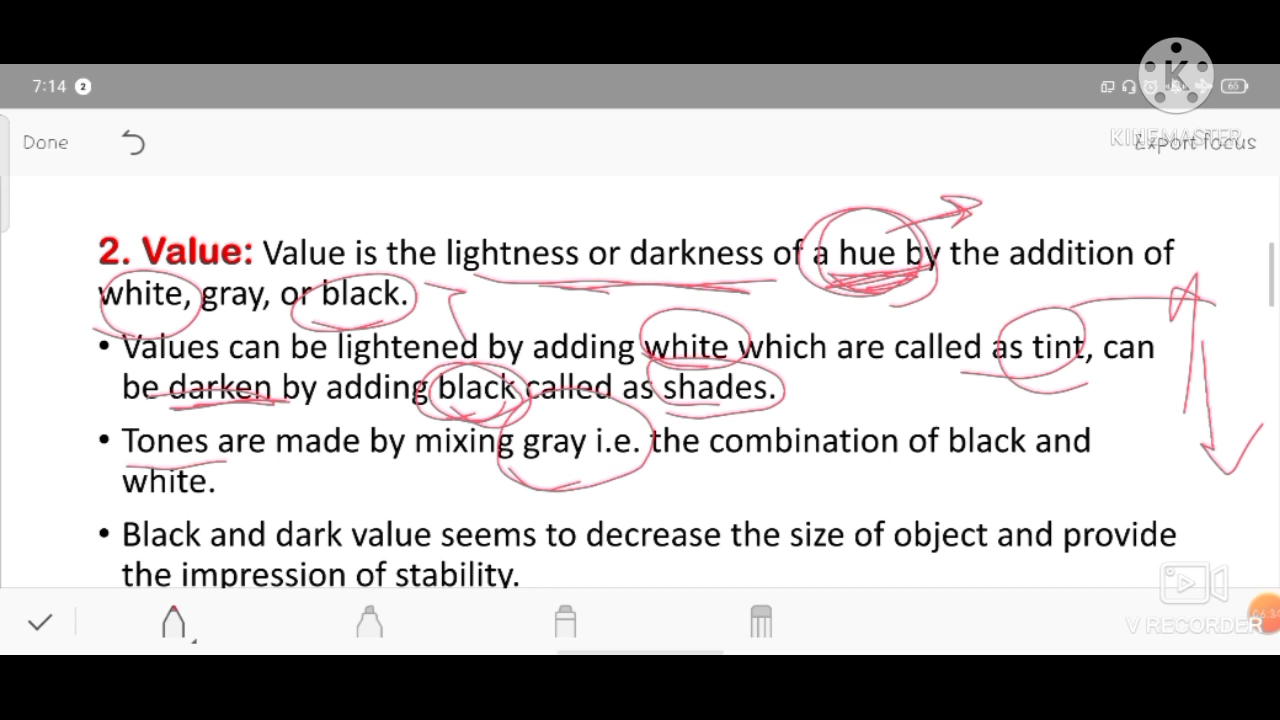 7:14 2 65
K
KINEMASTER
Done Export focus
2. Value: Value is the lightness or darkness of a hue by the addition of
white, gray, or black.
• Values can be lightened by adding white which are called as tint, can
be darken by adding black called as shades.
• Tones are made by mixing gray i.e. the combination of black and
white.
• Black and dark value seems to decrease the size of object and provide
the impression of stability.
V RECORDER